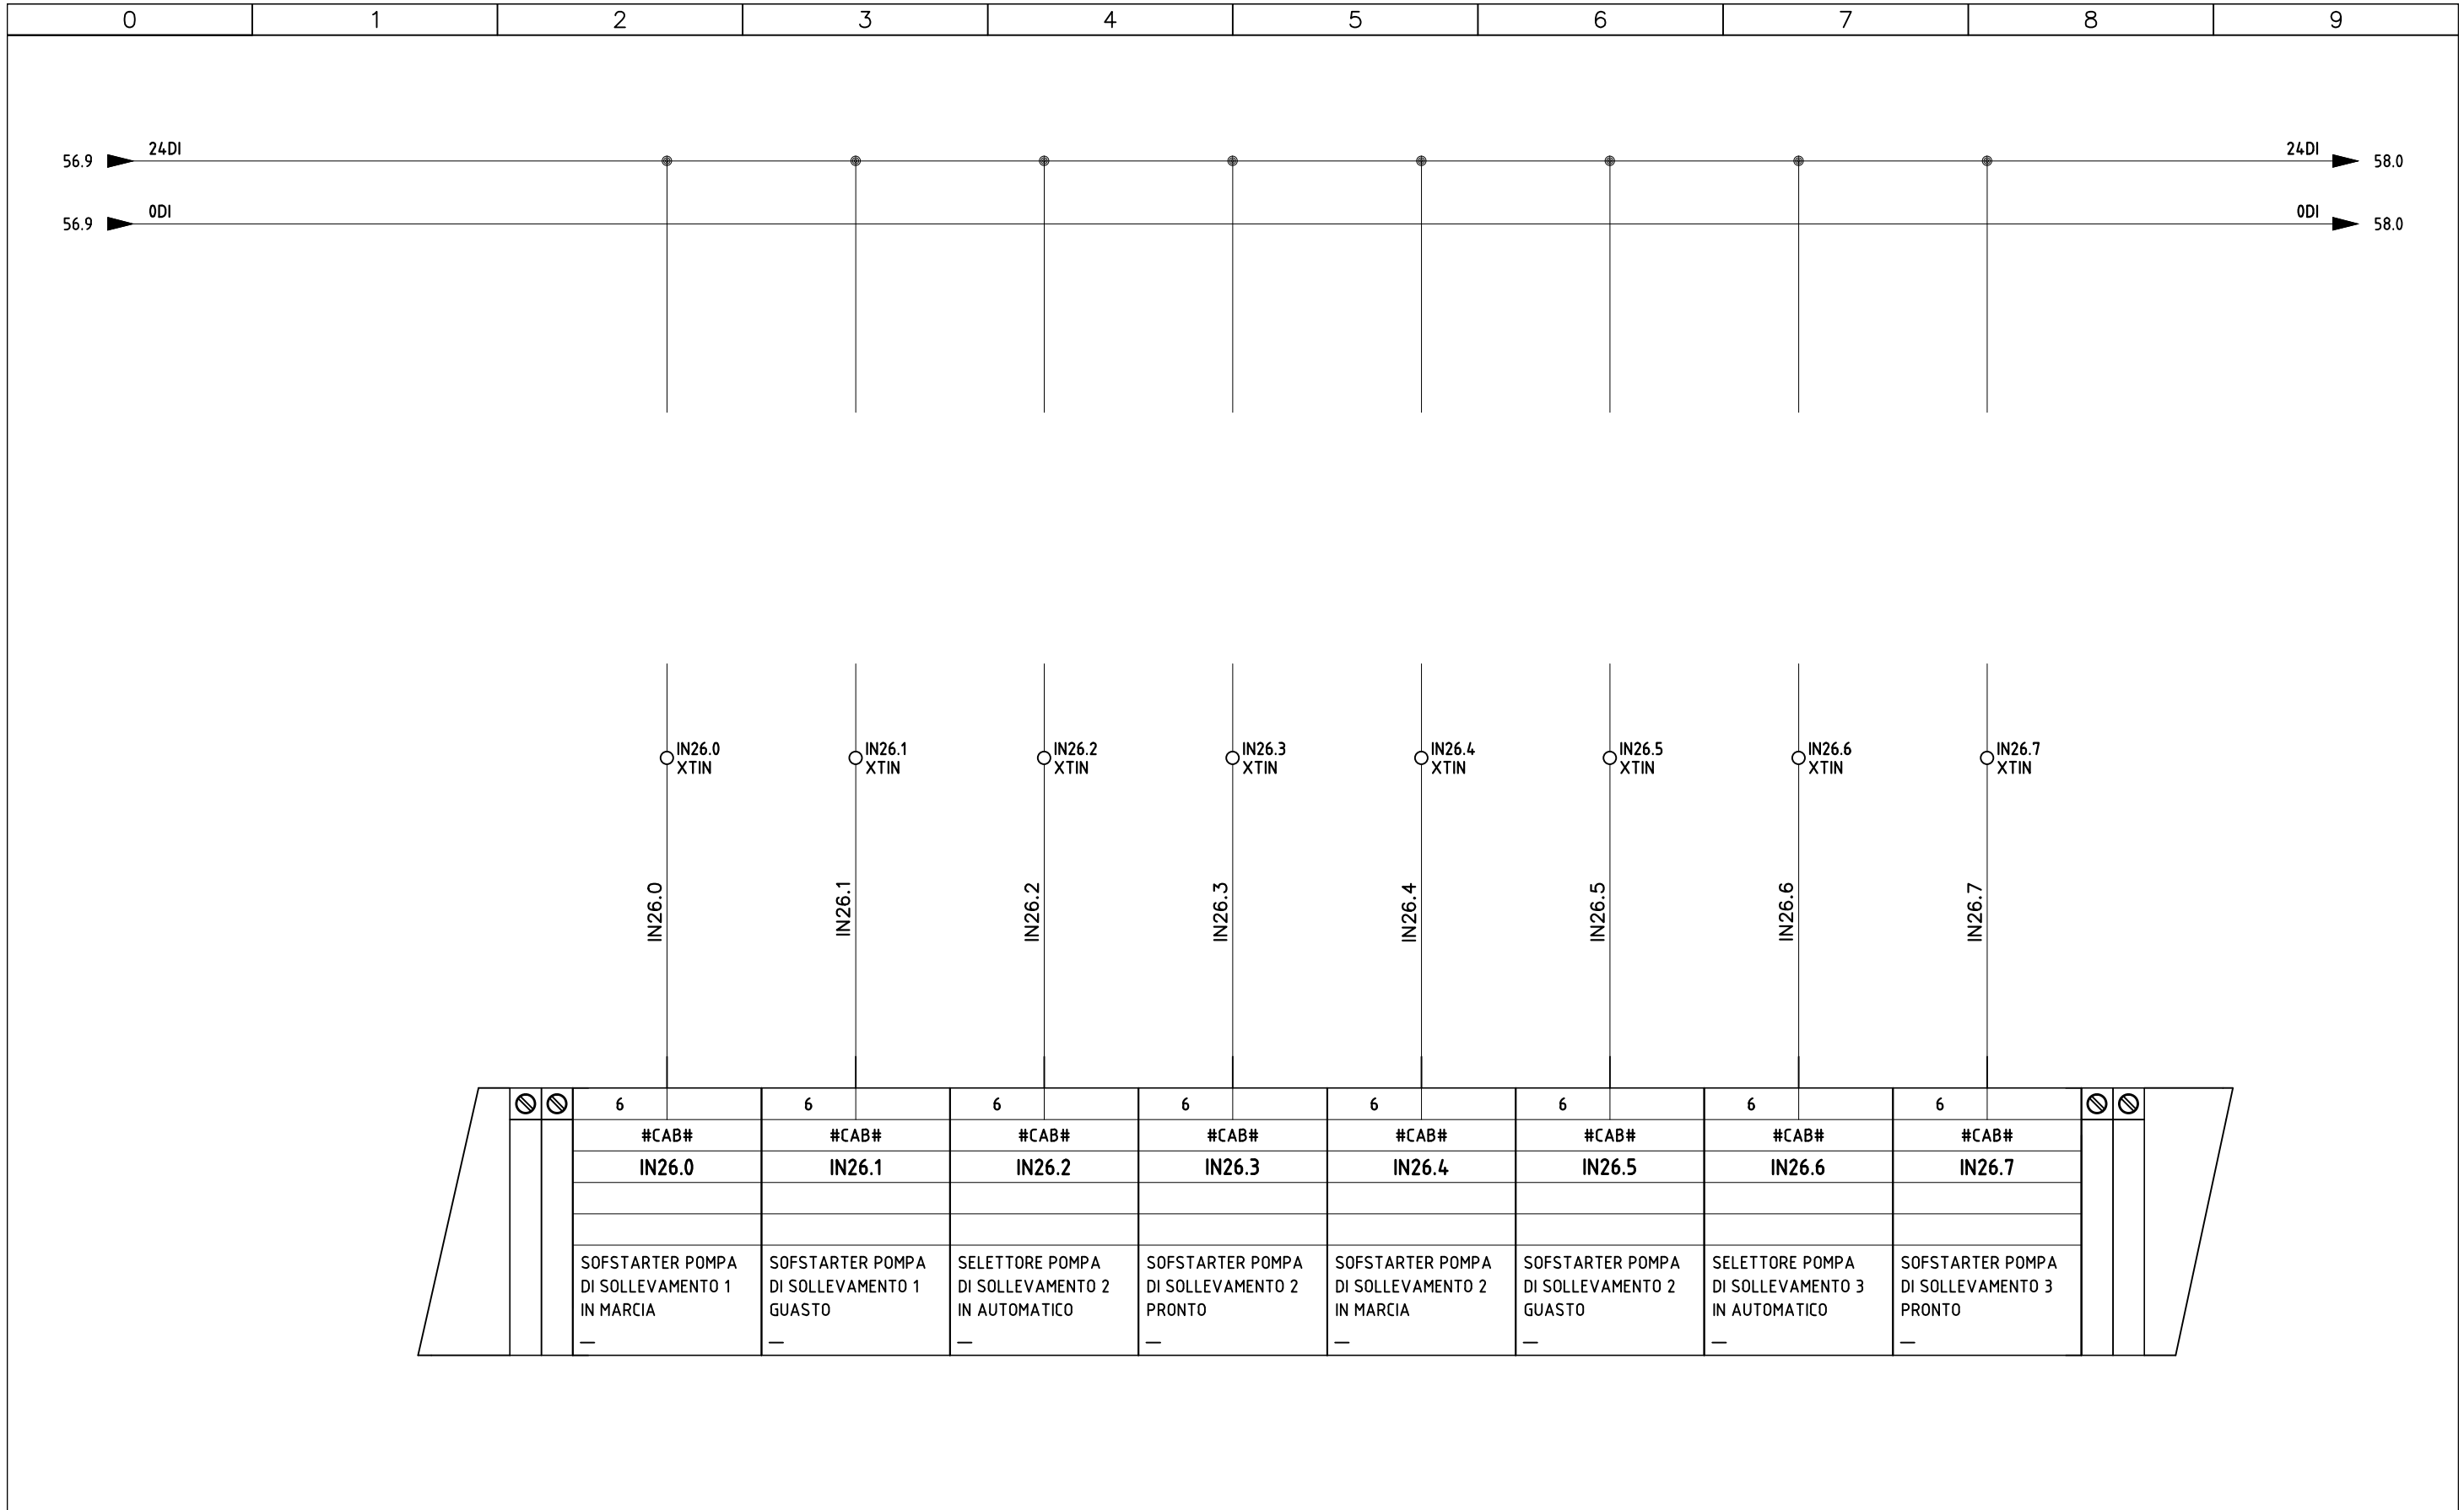 0 1 2 3 4 5 6 7 8 9
24DI 24DI
56.9 58.0
0DI 0DI
56.9 58.0
IN26.0 IN26.1 IN26.2 IN26.3 IN26.4 IN26.5 IN26.6 IN26.7
XTIN XTIN XTIN XTIN XTIN XTIN XTIN XTIN
IN26.0 IN26.1 IN26.2 IN26.3 IN26.4 IN26.5 IN26.6 IN26.7
6 6 6 6 6 6 6 6
#CAB# #CAB# #CAB# #CAB# #CAB# #CAB# #CAB# #CAB#
IN26.0 IN26.1 IN26.2 IN26.3 IN26.4 IN26.5 IN26.6 IN26.7
SOFSTARTER POMPA
DI SOLLEVAMENTO 1
IN MARCIA
—
SOFSTARTER POMPA
DI SOLLEVAMENTO 1
GUASTO
—
SELETTORE POMPA
DI SOLLEVAMENTO 2
IN AUTOMATICO
—
SOFSTARTER POMPA
DI SOLLEVAMENTO 2
PRONTO
—
SOFSTARTER POMPA
DI SOLLEVAMENTO 2
IN MARCIA
—
SOFSTARTER POMPA
DI SOLLEVAMENTO 2
GUASTO
—
SELETTORE POMPA
DI SOLLEVAMENTO 3
IN AUTOMATICO
—
SOFSTARTER POMPA
DI SOLLEVAMENTO 3
PRONTO
—